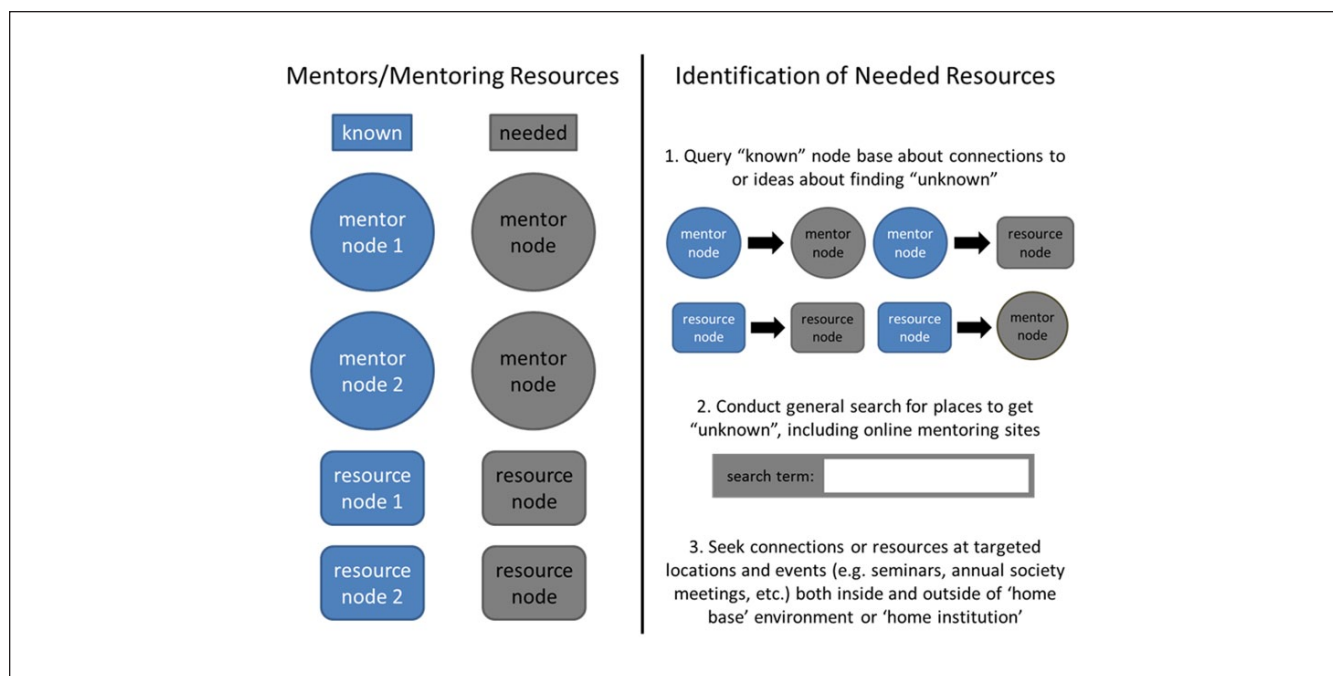 Mentors/Mentoring Resources
known
needed
mentor
node 1
mentor
node
mentor
node 2
mentor
node
resource
node 1
resource
node
resource
node 2
resource
node
Identification of Needed Resources
1. Query “known” node base about connections to
or ideas about finding “unknown”
mentor
node
mentor
node
mentor
node
resource
node
resource
node
resource
node
resource
node
mentor
node
2. Conduct general search for places to get
“unknown”, including online mentoring sites
search term:
3. Seek connections or resources at targeted
locations and events (e.g. seminars, annual society
meetings, etc.) both inside and outside of ‘home
base’ environment or ‘home institution’